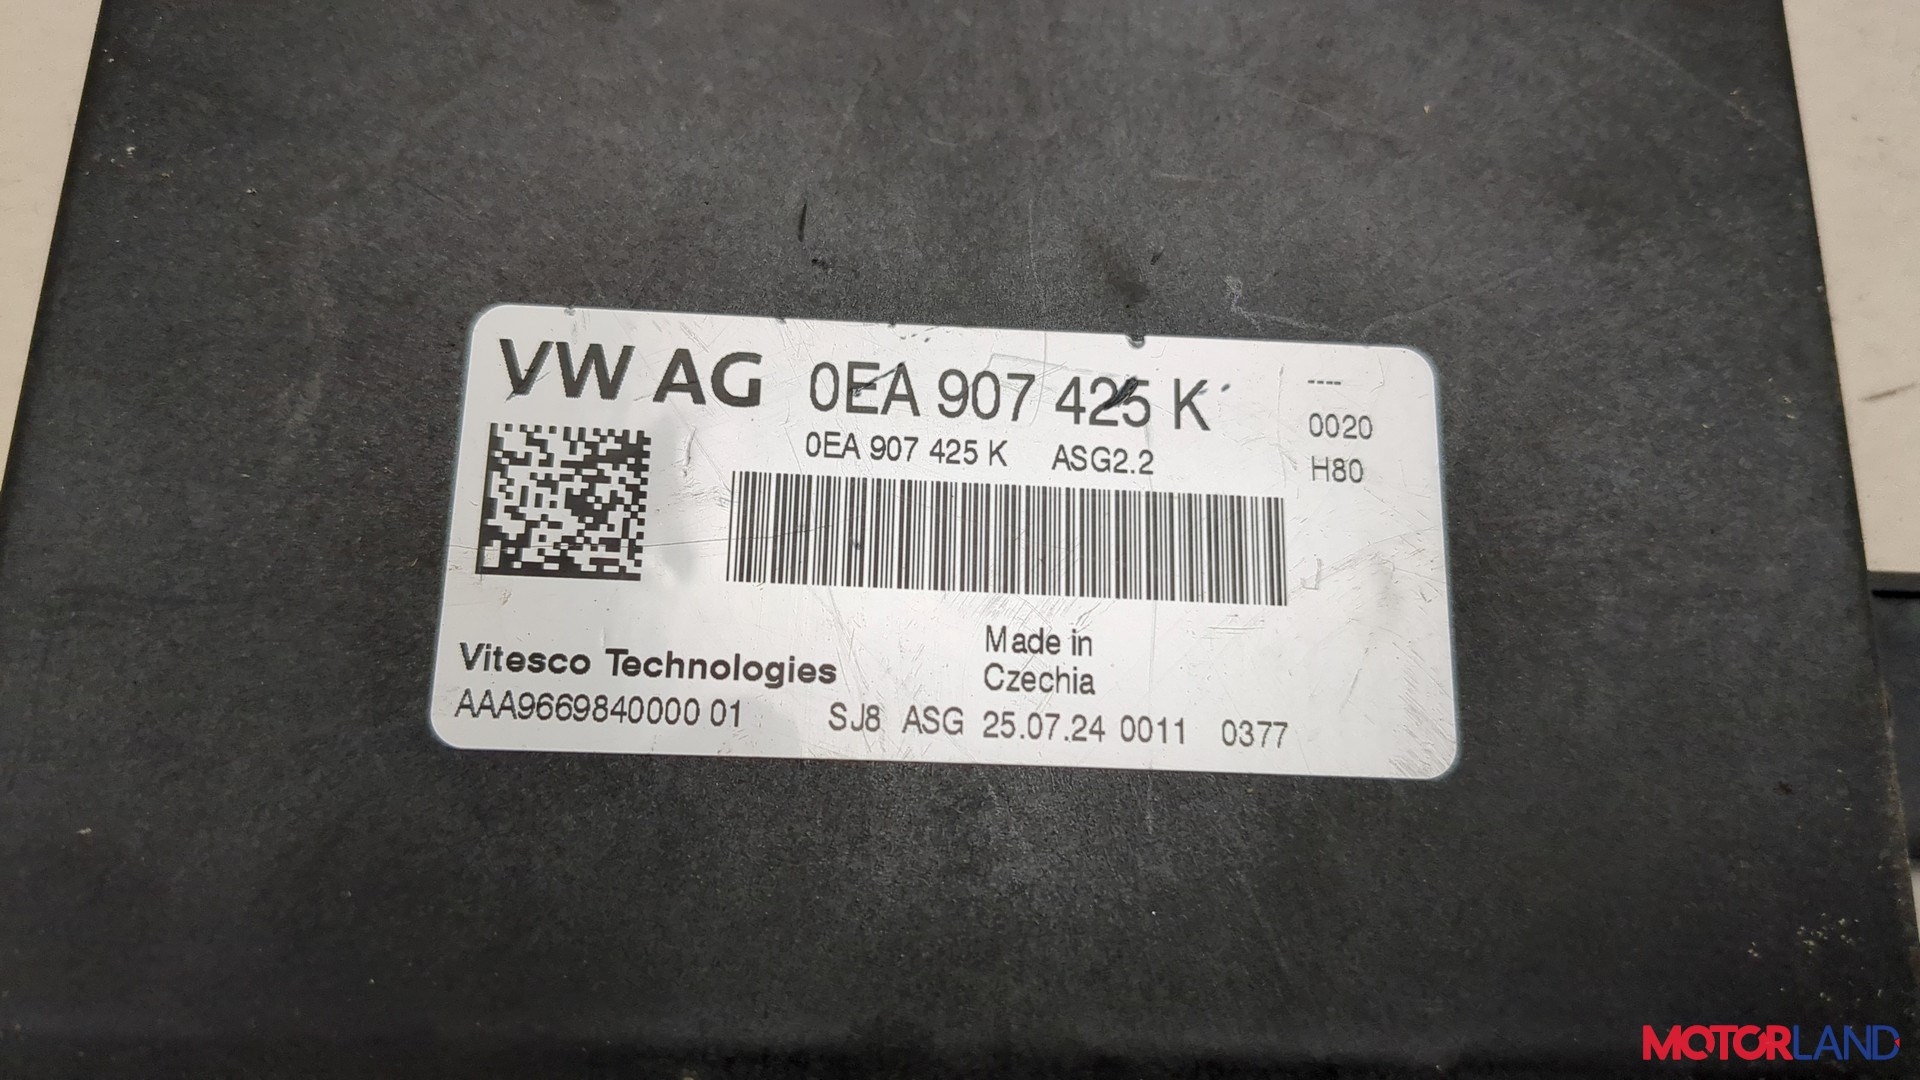 VW AG 0EA 907 425 K
----
0020
H80
0EA 907 425 K ASG2.2
Made in
Czechia
Vitesco Technologies
AAA9669840000 01
SJ8 ASG 25.07.24 0011 0377
MOTORLAND